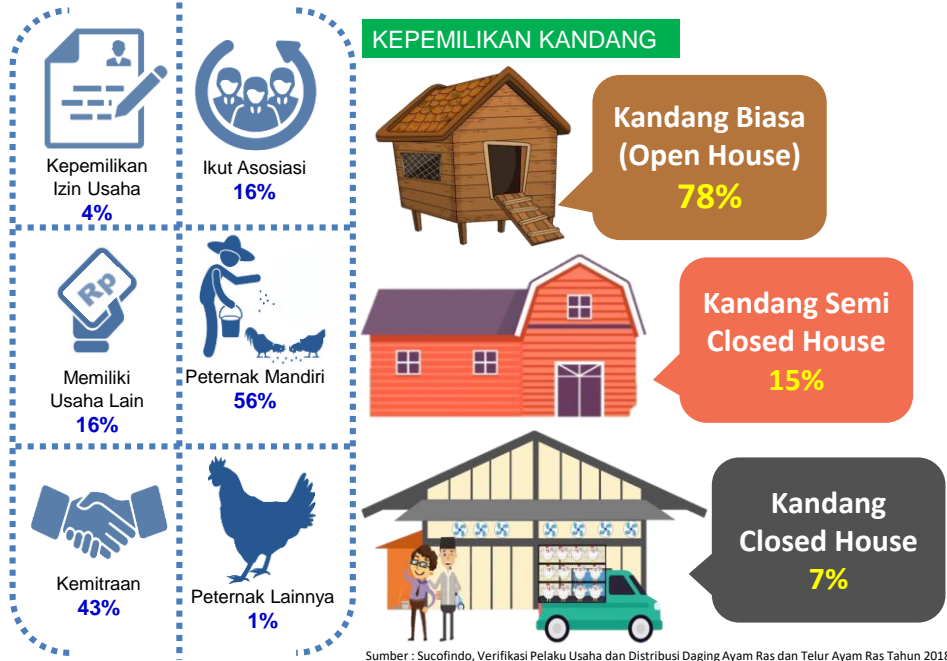 Kepemilikan
Izin Usaha
4%
Ikut Asosiasi
16%
Rp
Memiliki
Usaha Lain
16%
Peternak Mandiri
56%
Kemitraan
43%
Peternak Lainnya
1%
KEPEMILIKAN KANDANG
Kandang Biasa
(Open House)
78%
Kandang Semi
Closed House
15%
Kandang
Closed House
7%
Sumber : Sucofindo, Verifikasi Pelaku Usaha dan Distribusi Daging Ayam Ras dan Telur Ayam Ras Tahun 2018